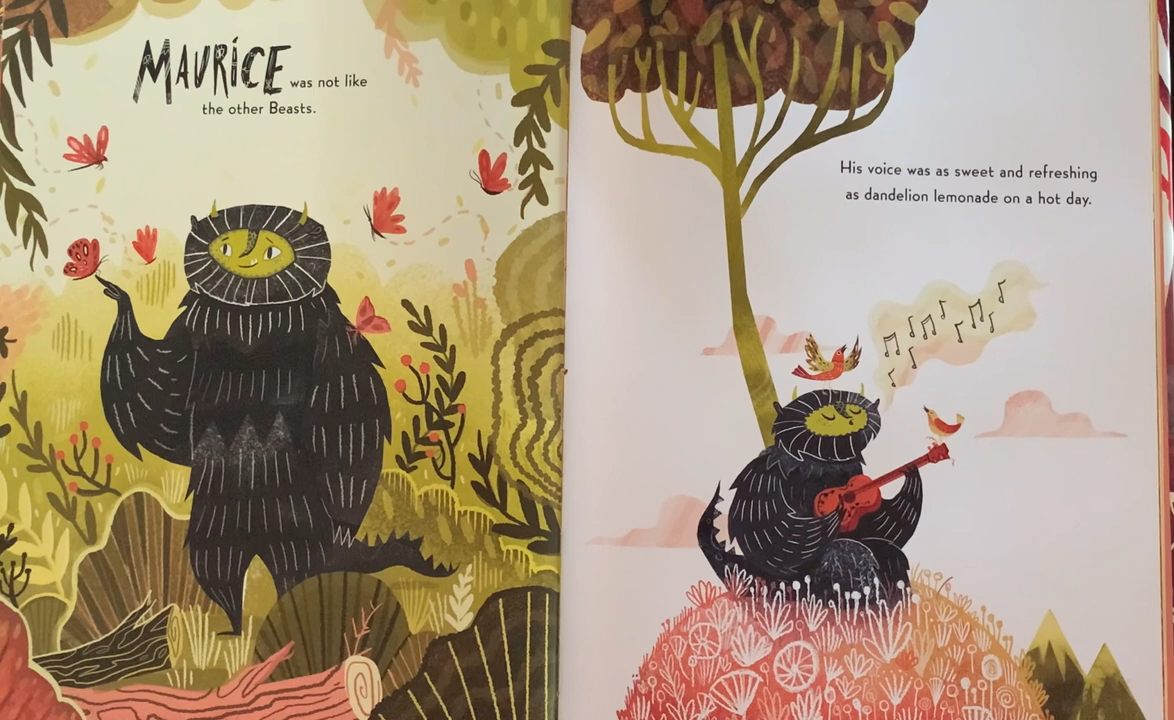 MAURICE was not like
the other Beasts.
His voice was as sweet and refreshing
as dandelion lemonade on a hot day.